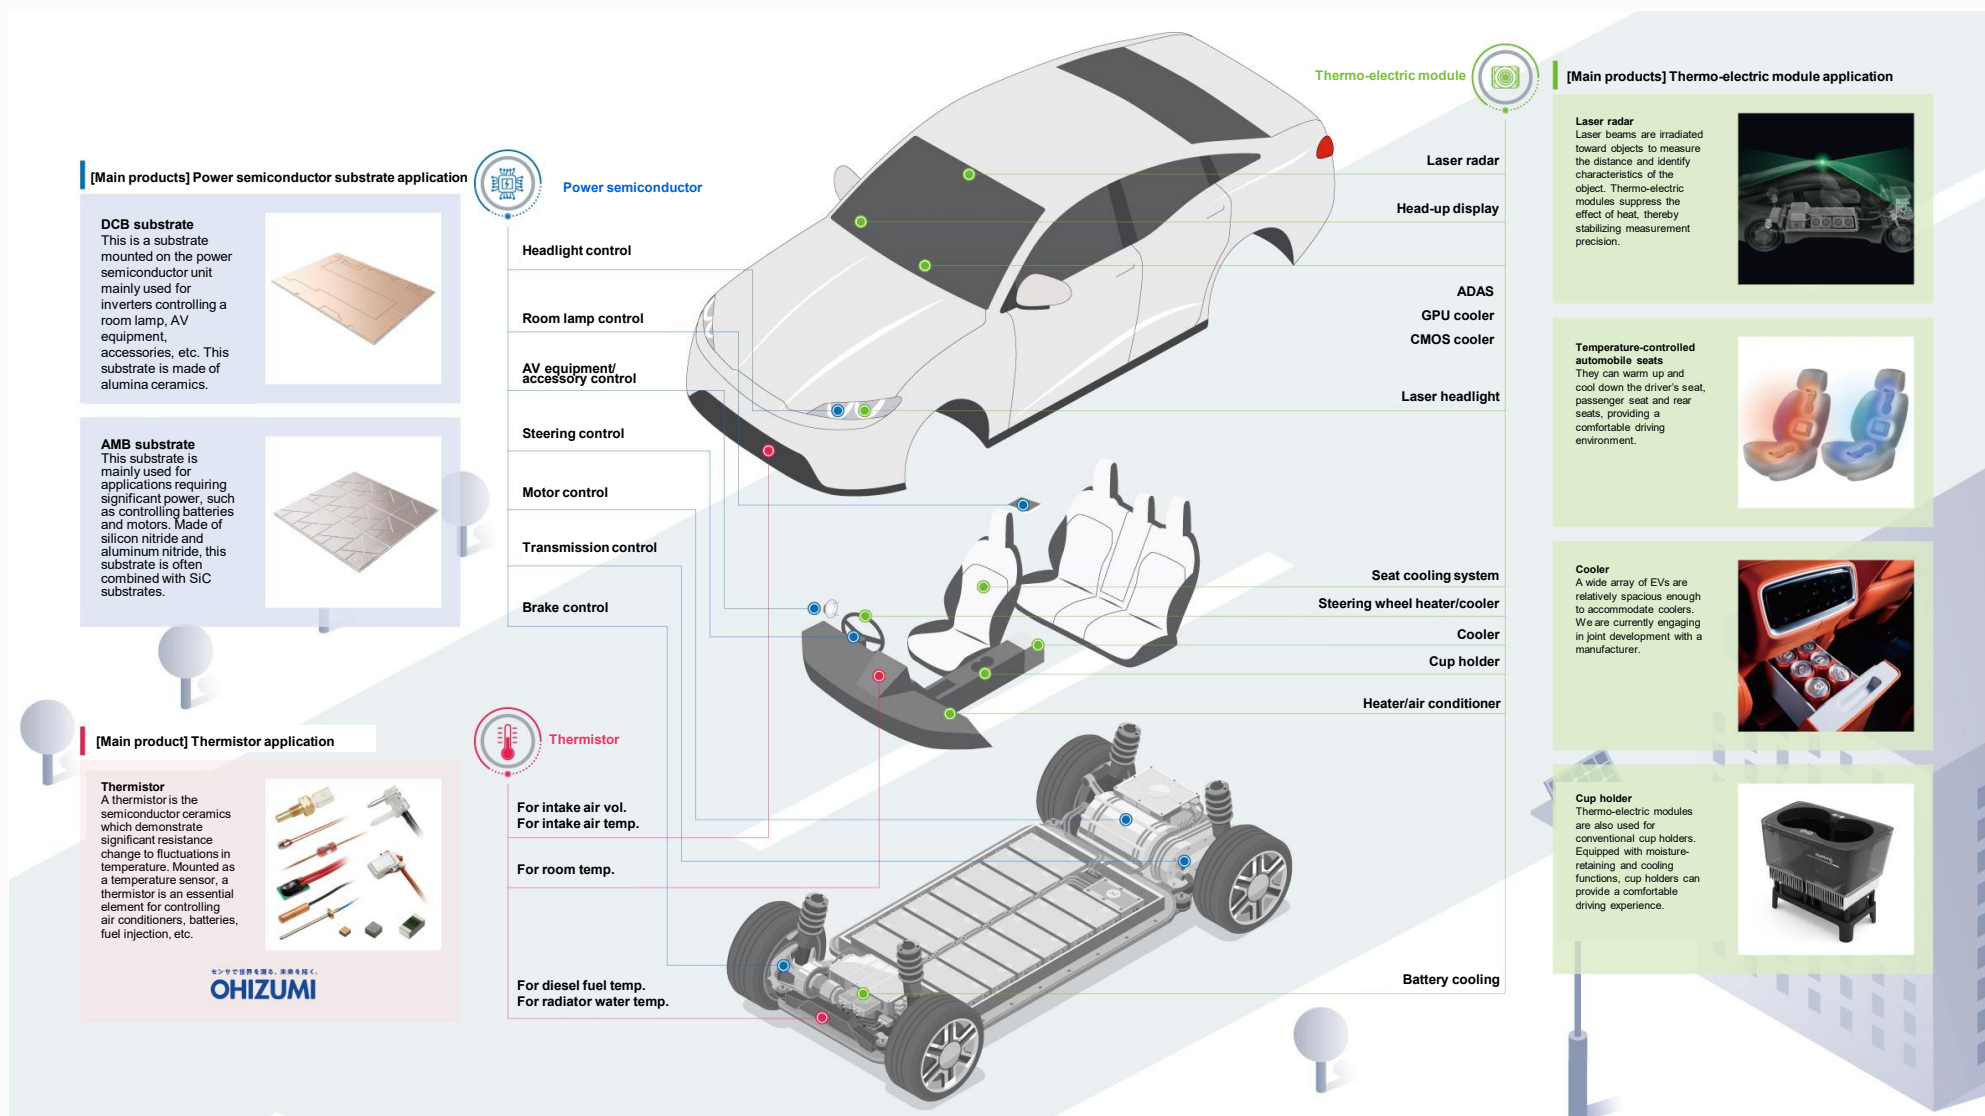 [Main products] Power semiconductor substrate application
DCB substrate
This is a substrate
mounted on the power
semiconductor unit
mainly used for
inverters controlling a
room lamp, AV
equipment,
accessories, etc. This
substrate is made of
alumina ceramics.
AMB substrate
This substrate is
mainly used for
applications requiring
significant power, such
as controlling batteries
and motors. Made of
silicon nitride and
aluminum nitride, this
substrate is often
combined with SiC
substrates.
[Main product] Thermistor application
Thermistor
A thermistor is the
semiconductor ceramics
which demonstrate
significant resistance
change to fluctuations in
temperature. Mounted as
a temperature sensor, a
thermistor is an essential
element for controlling
air conditioners, batteries,
fuel injection, etc.
センサで世界を測る、未来を拓く。
OHIZUMI
Power semiconductor
Headlight control
Room lamp control
AV equipment/
accessory control
Steering control
Motor control
Transmission control
Brake control
Thermistor
For intake air vol.
For intake air temp.
For room temp.
For diesel fuel temp.
For radiator water temp.
Thermo-electric module
Laser radar
Head-up display
ADAS
GPU cooler
CMOS cooler
Laser headlight
Seat cooling system
Steering wheel heater/cooler
Cooler
Cup holder
Heater/air conditioner
Battery cooling
[Main products] Thermo-electric module application
Laser radar
Laser beams are irradiated
toward objects to measure
the distance and identify
characteristics of the
object. Thermo-electric
modules suppress the
effect of heat, thereby
stabilizing measurement
precision.
Temperature-controlled
automobile seats
They can warm up and
cool down the driver's seat,
passenger seat and rear
seats, providing a
comfortable driving
environment.
Cooler
A wide array of EVs are
relatively spacious enough
to accommodate coolers.
We are currently engaging
in joint development with a
manufacturer.
Cup holder
Thermo-electric modules
are also used for
conventional cup holders.
Equipped with moisture-
retaining and cooling
functions, cup holders can
provide a comfortable
driving experience.